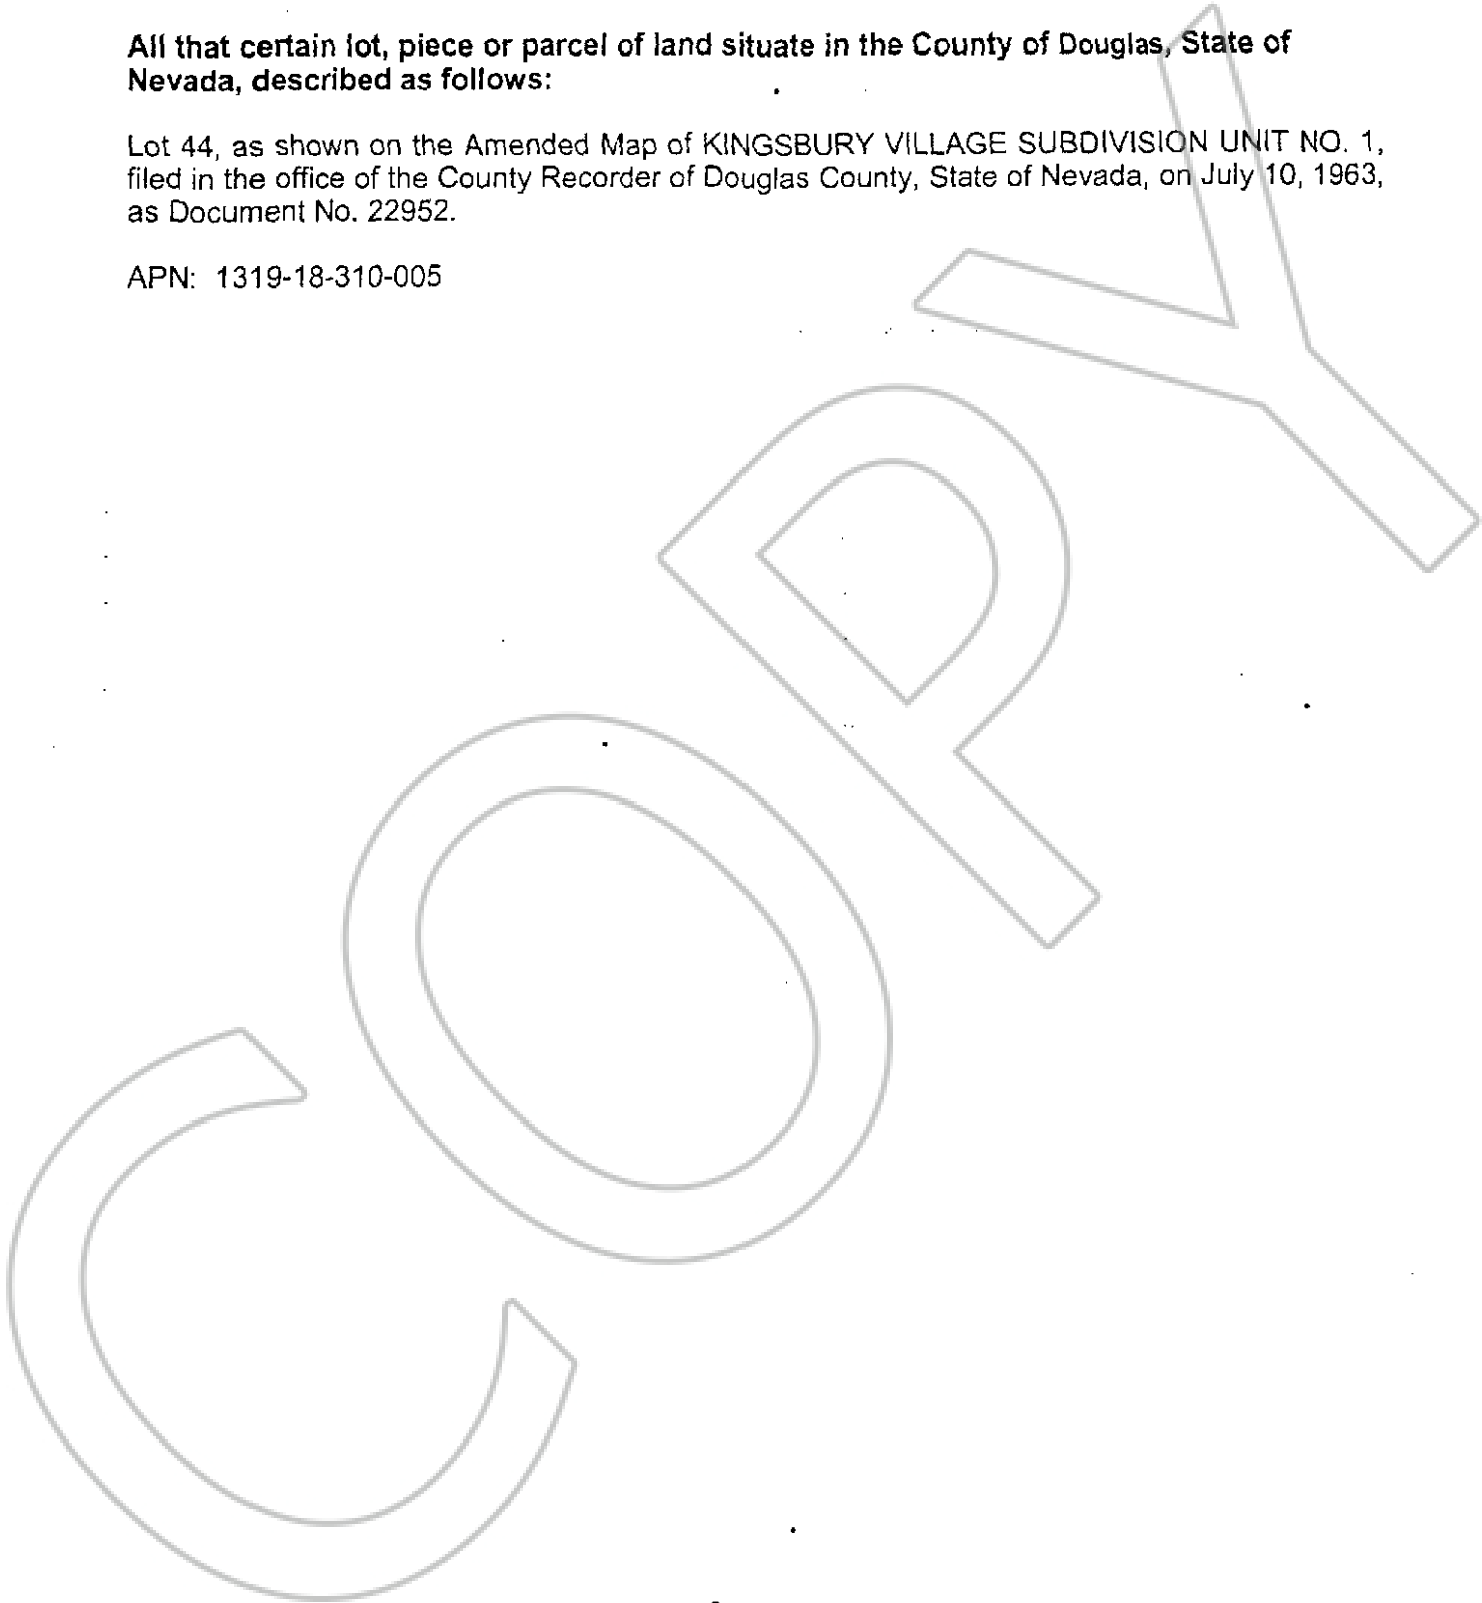 All that certain lot, piece or parcel of land situate in the County of Douglas, State of
Nevada, described as follows:
Lot 44, as shown on the Amended Map of KINGSBURY VILLAGE SUBDIVISION UNIT NO. 1,
filed in the office of the County Recorder of Douglas County, State of Nevada, on July 10, 1963,
as Document No. 22952.
APN: 1319-18-310-005
COPY